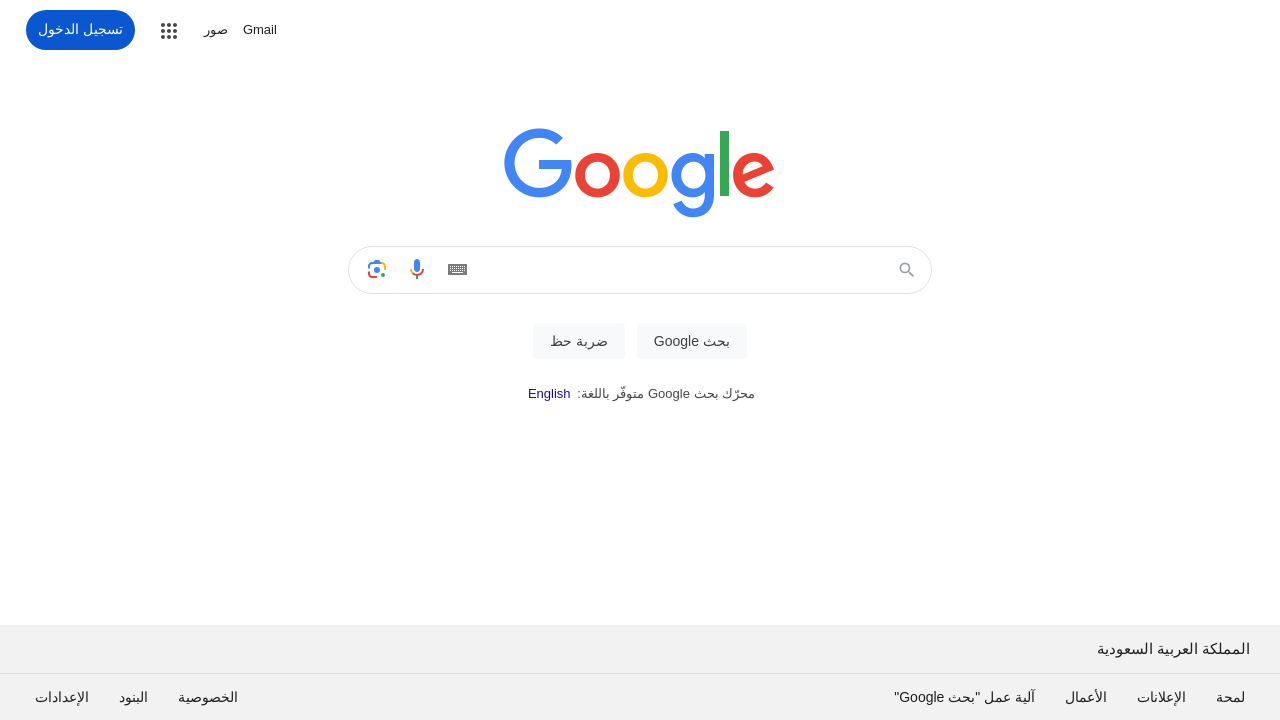 Gmail صور تسجيل الدخول
Google
بحث Google ضربة حظ
محرّك بحث Google متوفّر باللغة: English
المملكة العربية السعودية
لمحة الإعلانات الأعمال آلية عمل "بحث Google" الخصوصية البنود الإعدادات